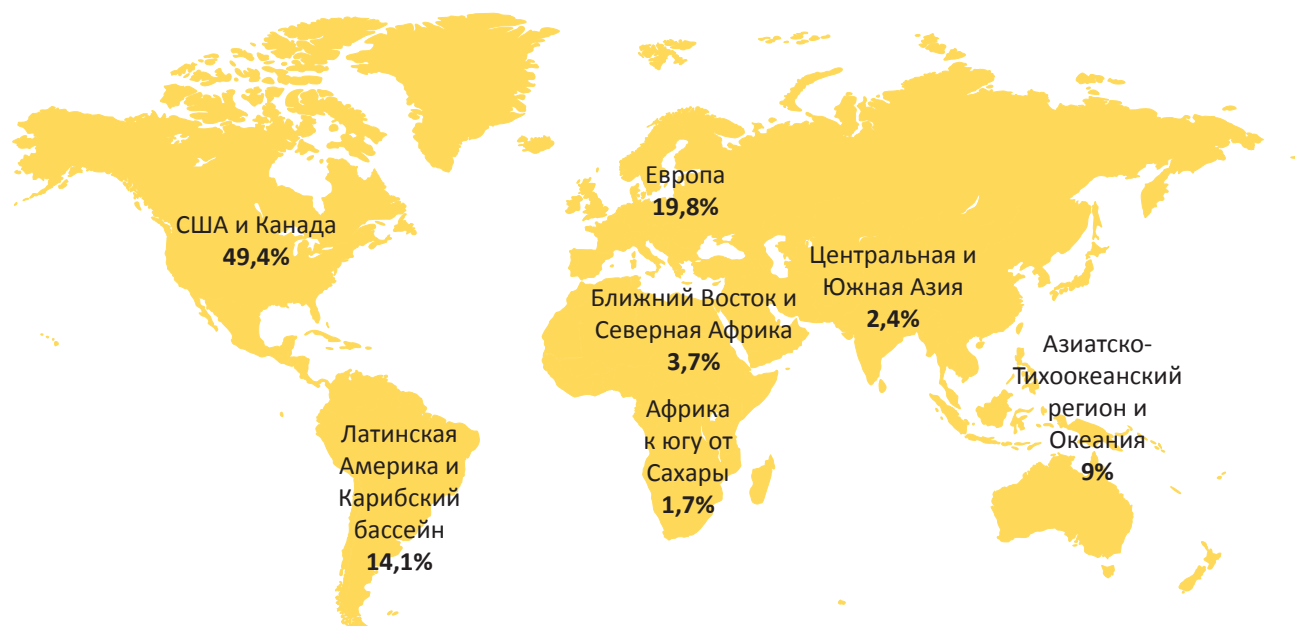 США и Канада
49,4%
Латинская
Америка и
Карибский
бассейн
14,1%
Европа
19,8%
Ближний Восток и
Северная Африка
3,7%
Африка
к югу от
Сахары
1,7%
Центральная и
Южная Азия
2,4%
Азиатско-
Тихоокеанский
регион и
Океания
9%